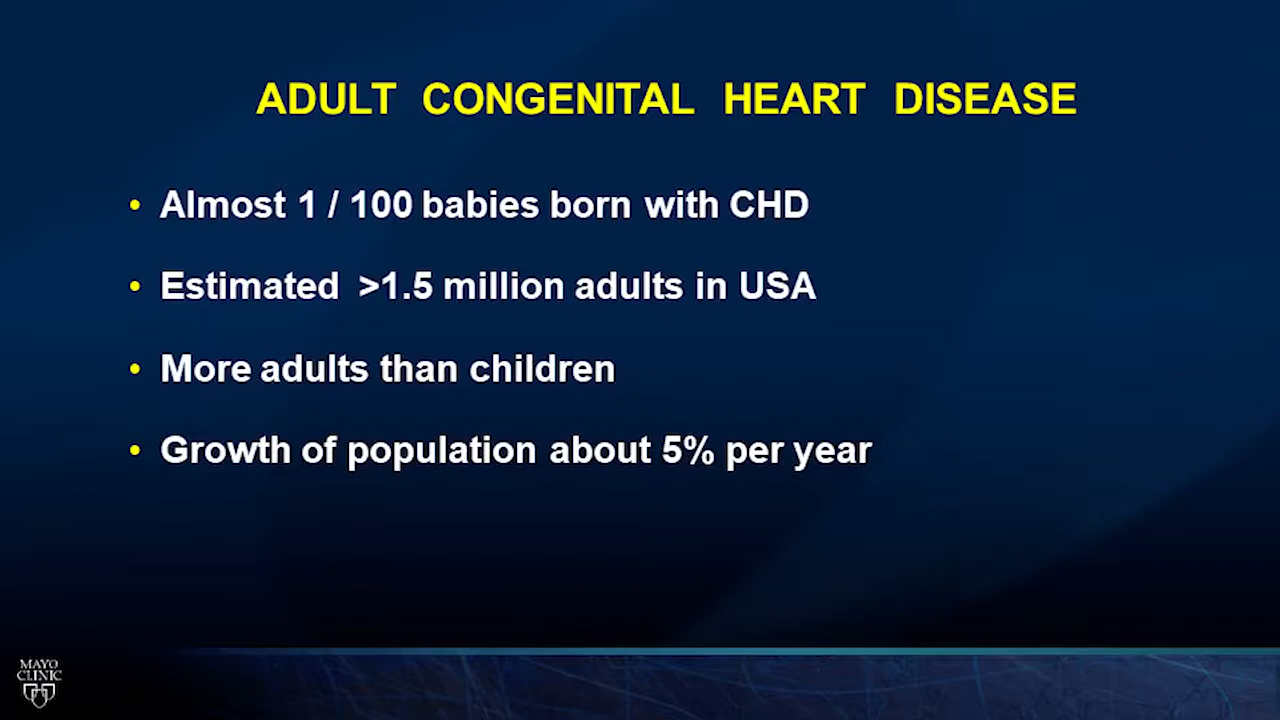 ADULT CONGENITAL HEART DISEASE
• Almost 1 / 100 babies born with CHD
• Estimated >1.5 million adults in USA
• More adults than children
• Growth of population about 5% per year
MAYO
CLINIC